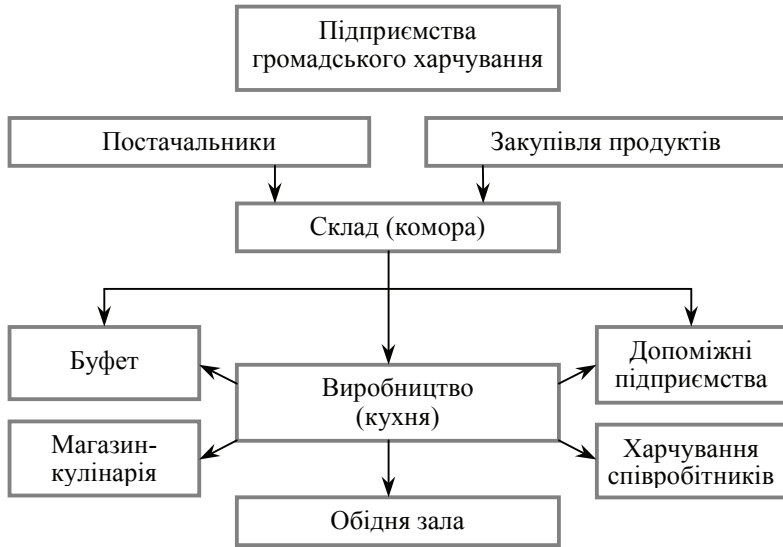 Підприємства
громадського харчування
Постачальники
Закупівля продуктів
Склад (комора)
Буфет
Виробництво
(кухня)
Допоміжні
підприємства
Магазин-
кулінарія
Харчування
співробітників
Обідня зала